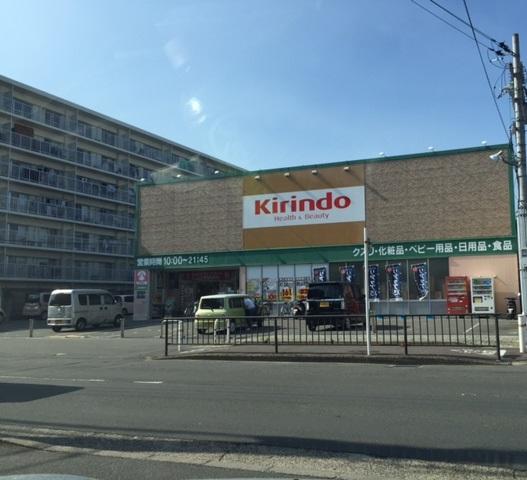 Kirindo
Health & Beauty
営業時間 10:00~21:45
クスリ・化粧品・ベビー用品・日用品・食品